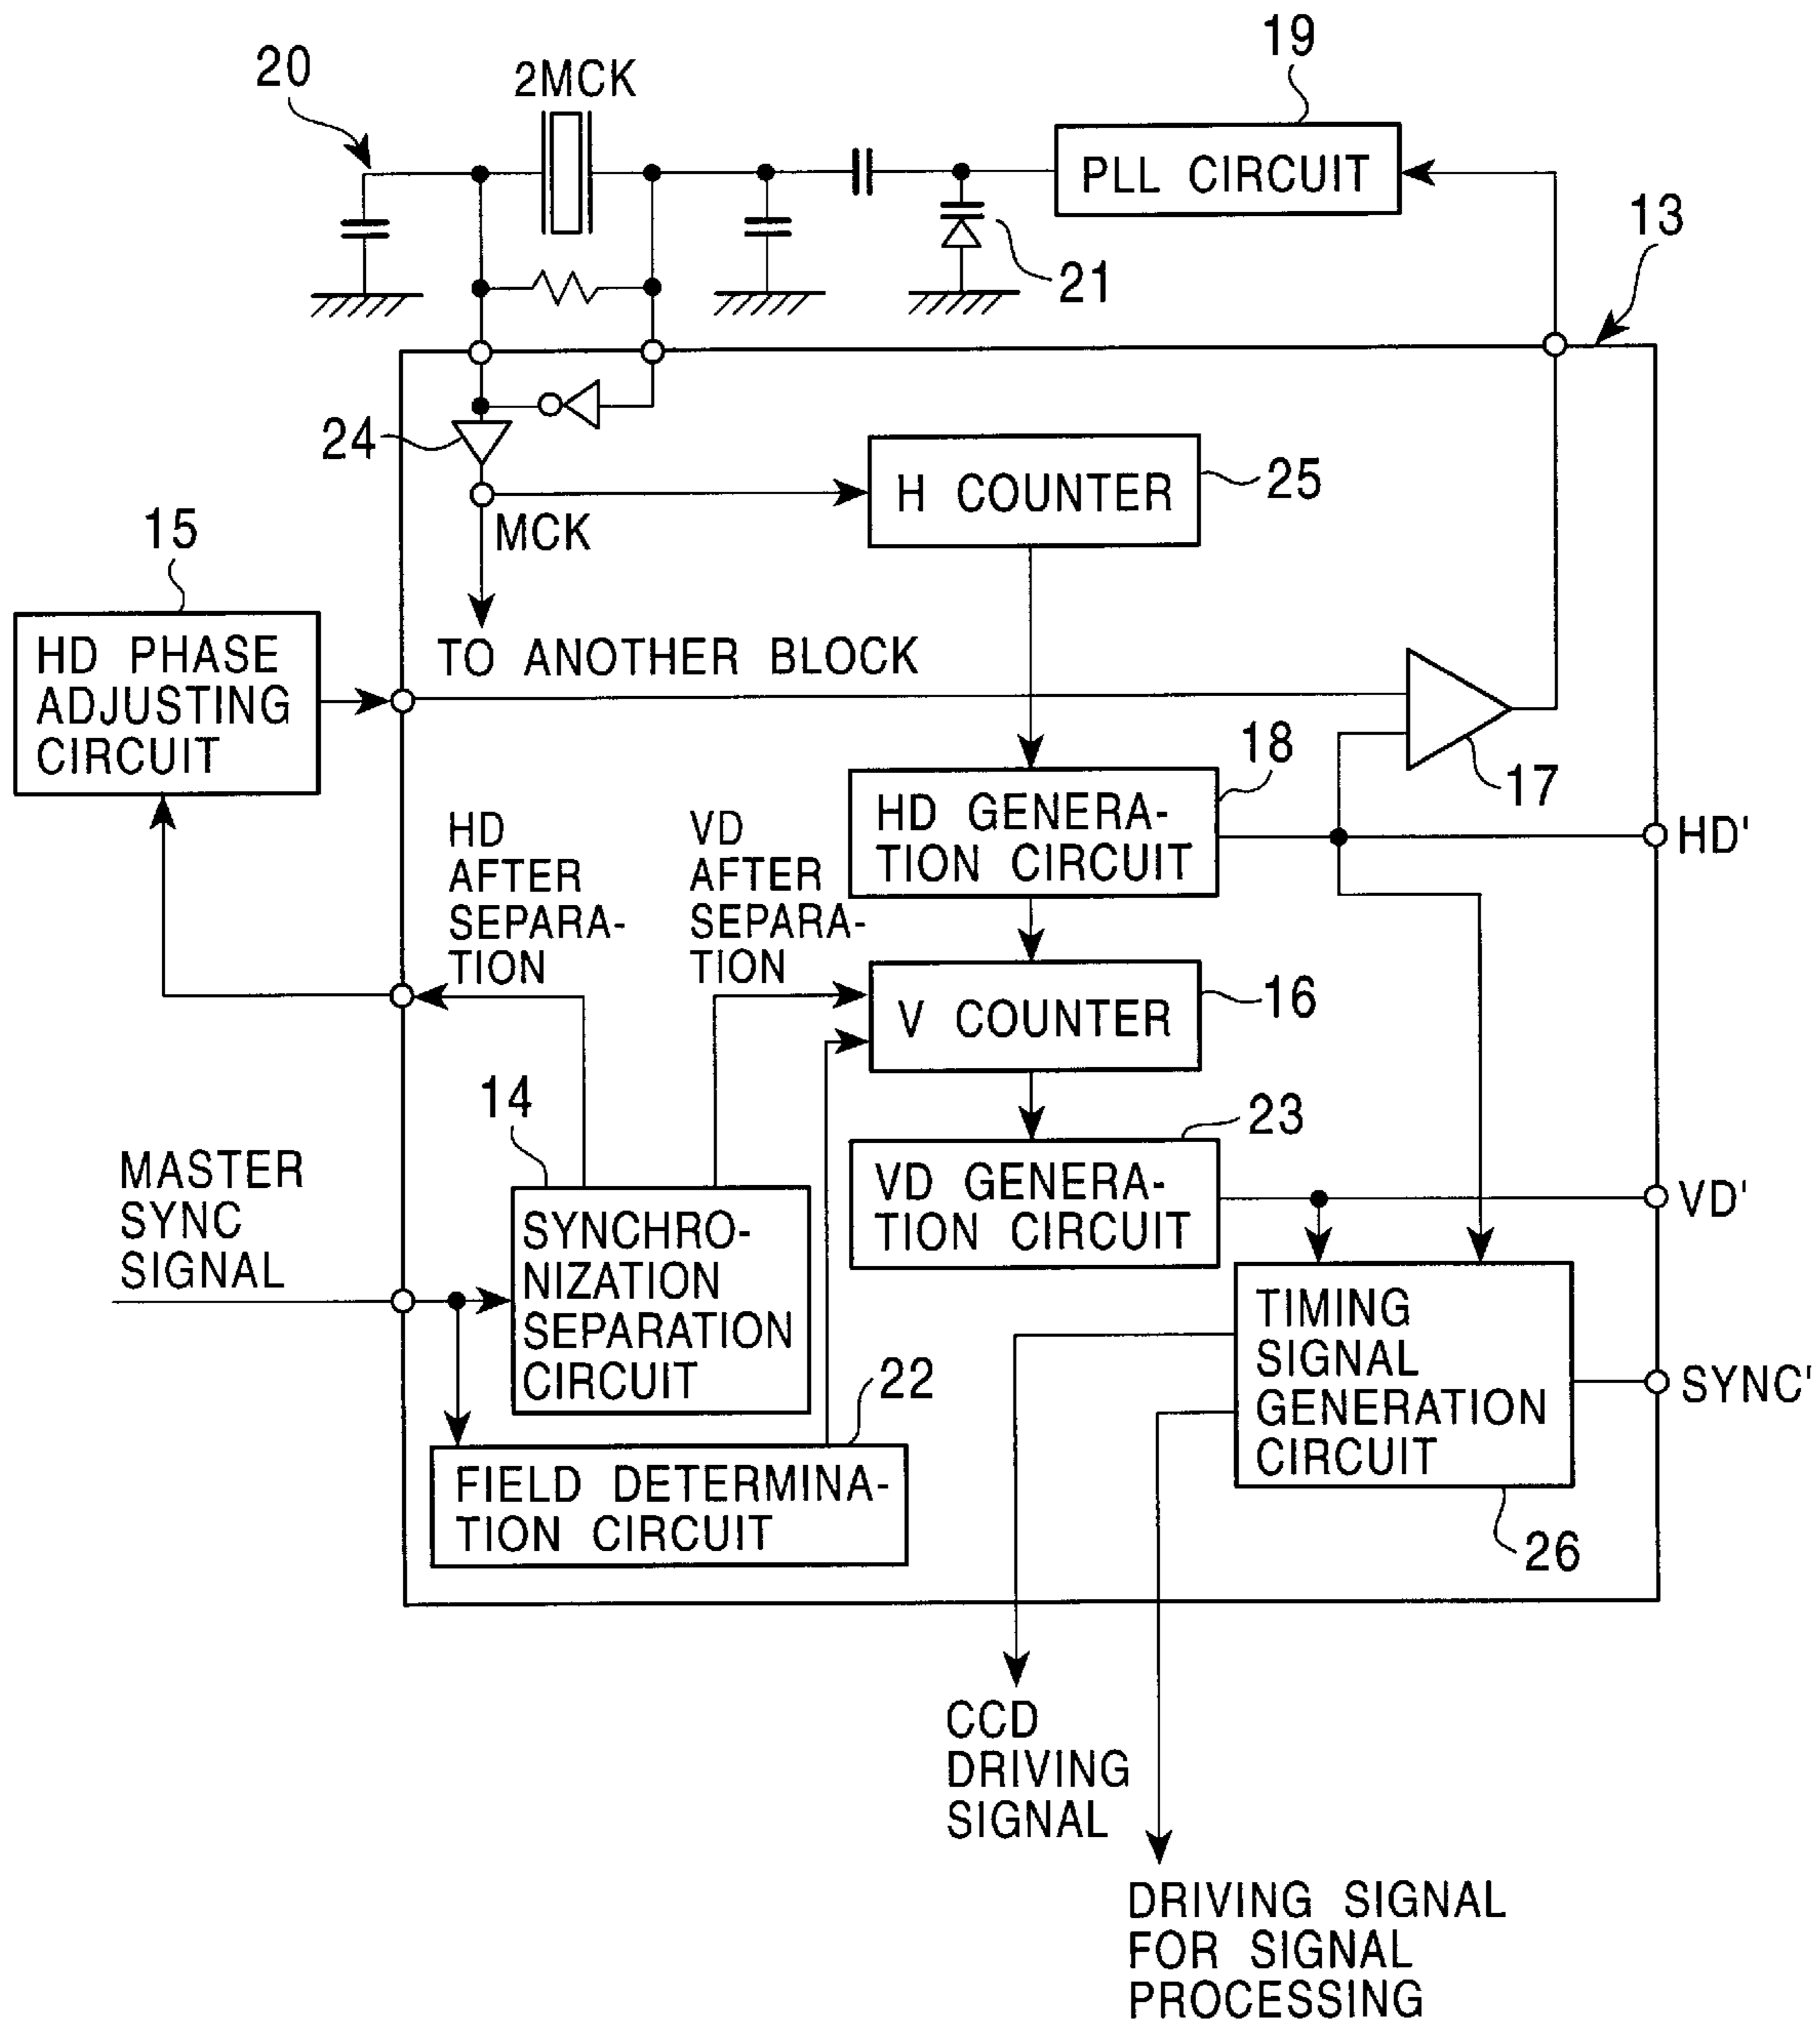 19
20
2MCK
PLL CIRCUIT
13
21
24
H COUNTER
25
MCK
15
HD PHASE
ADJUSTING
CIRCUIT
TO ANOTHER BLOCK
18
17
HD GENERA-
TION CIRCUIT
HD'
HD
AFTER
SEPARA-
TION
VD
AFTER
SEPARA-
TION
V COUNTER
16
14
23
MASTER
SYNC
SIGNAL
VD GENERA-
TION CIRCUIT
VD'
SYNCHRO-
NIZATION
SEPARATION
CIRCUIT
TIMING
SIGNAL
GENERATION
CIRCUIT
SYNC'
22
FIELD DETERMINA-
TION CIRCUIT
26
CCD
DRIVING
SIGNAL
DRIVING SIGNAL
FOR SIGNAL
PROCESSING